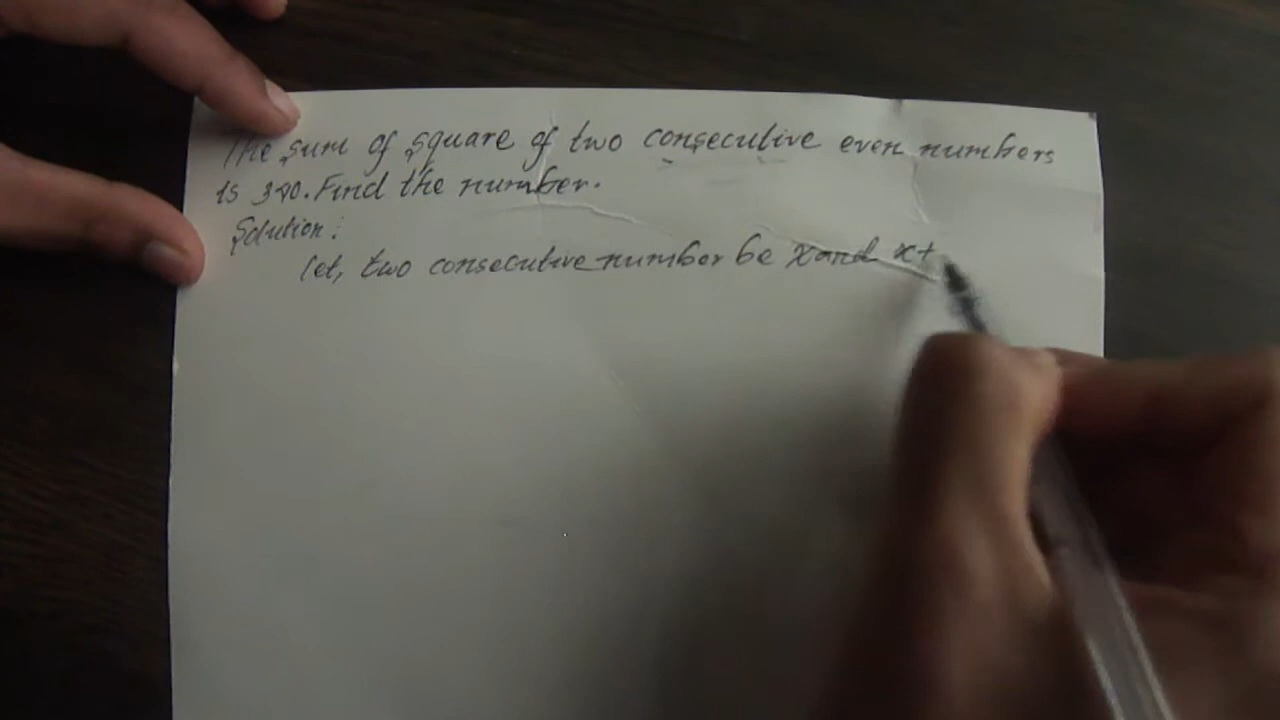 The sum of square of two consecutive even numbers
is 340. Find the number.
Solution:
let, two consecutive number be x and x+